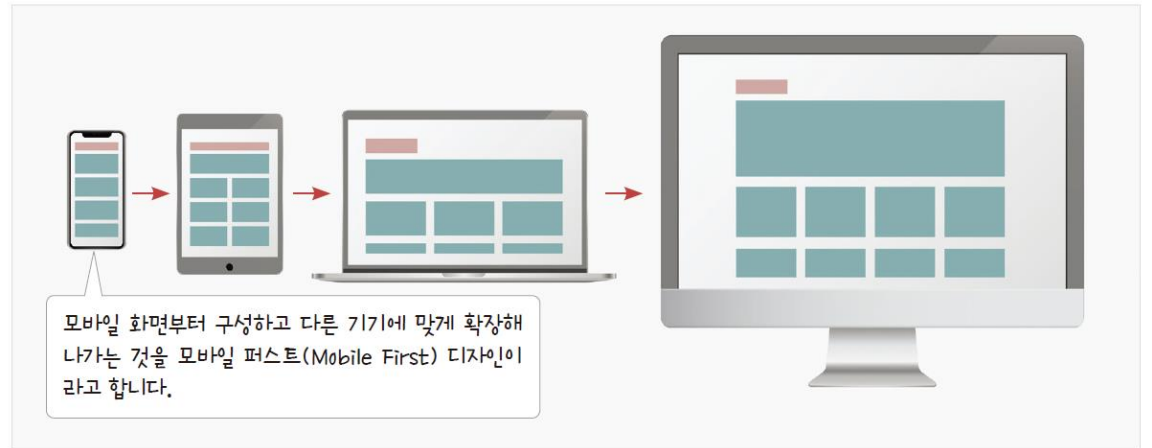 모바일 화면부터 구성하고 다른 기기에 맞게 확장해
나가는 것을 모바일 퍼스트(Mobile First) 디자인이
라고 합니다.